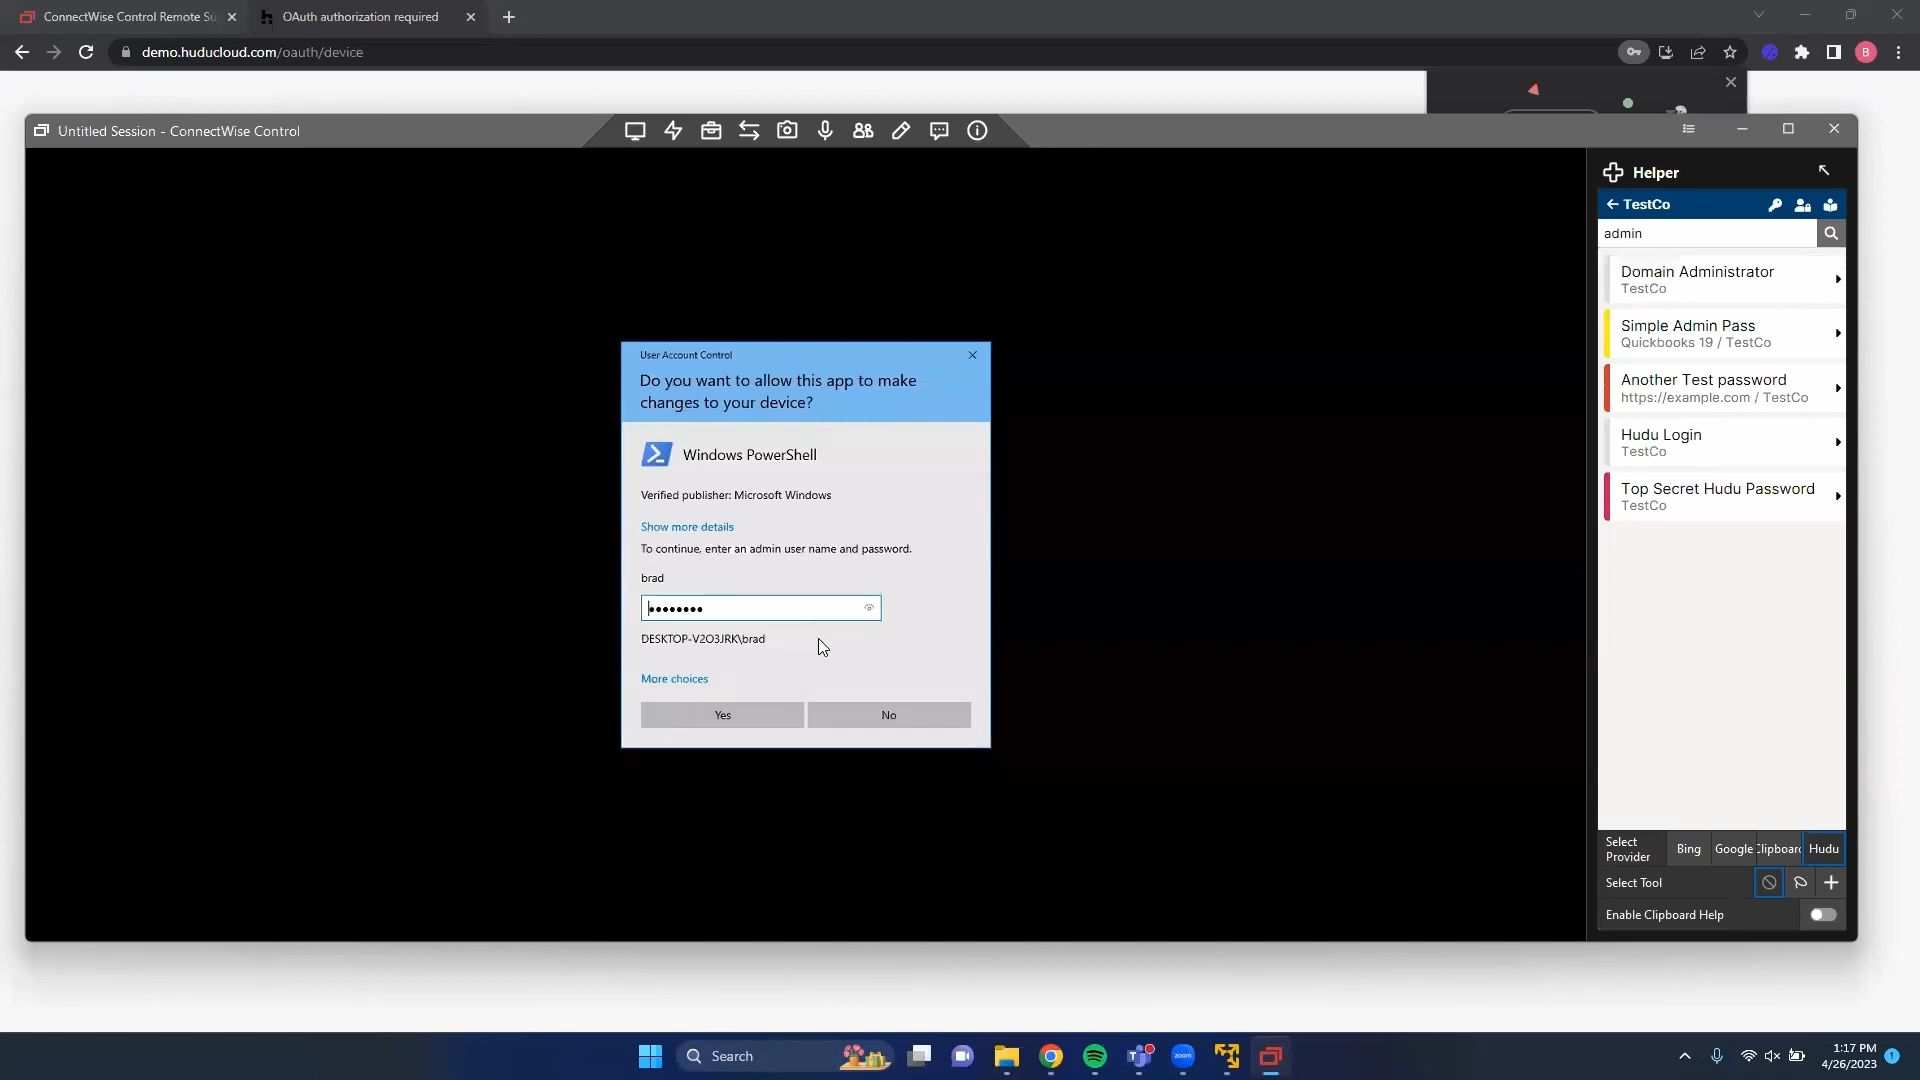 ConnectWise Control Remote Su
OAuth authorization required
demo.huducloud.com/oauth/device
B
Untitled Session - ConnectWise Control
Helper
TestCo
admin
Domain Administrator
TestCo
Simple Admin Pass
Quickbooks 19 / TestCo
Another Test password
https://example.com / TestCo
Hudu Login
TestCo
Top Secret Hudu Password
TestCo
User Account Control
Do you want to allow this app to make
changes to your device?
Windows PowerShell
Verified publisher: Microsoft Windows
Show more details
To continue, enter an admin user name and password.
brad
DESKTOP-V2O3JRK\brad
More choices
Yes
No
Select
Provider
Bing
Google
Clipboard
Hudu
Select Tool
Enable Clipboard Help
Search
zoom
1:17 PM
4/26/2023
1